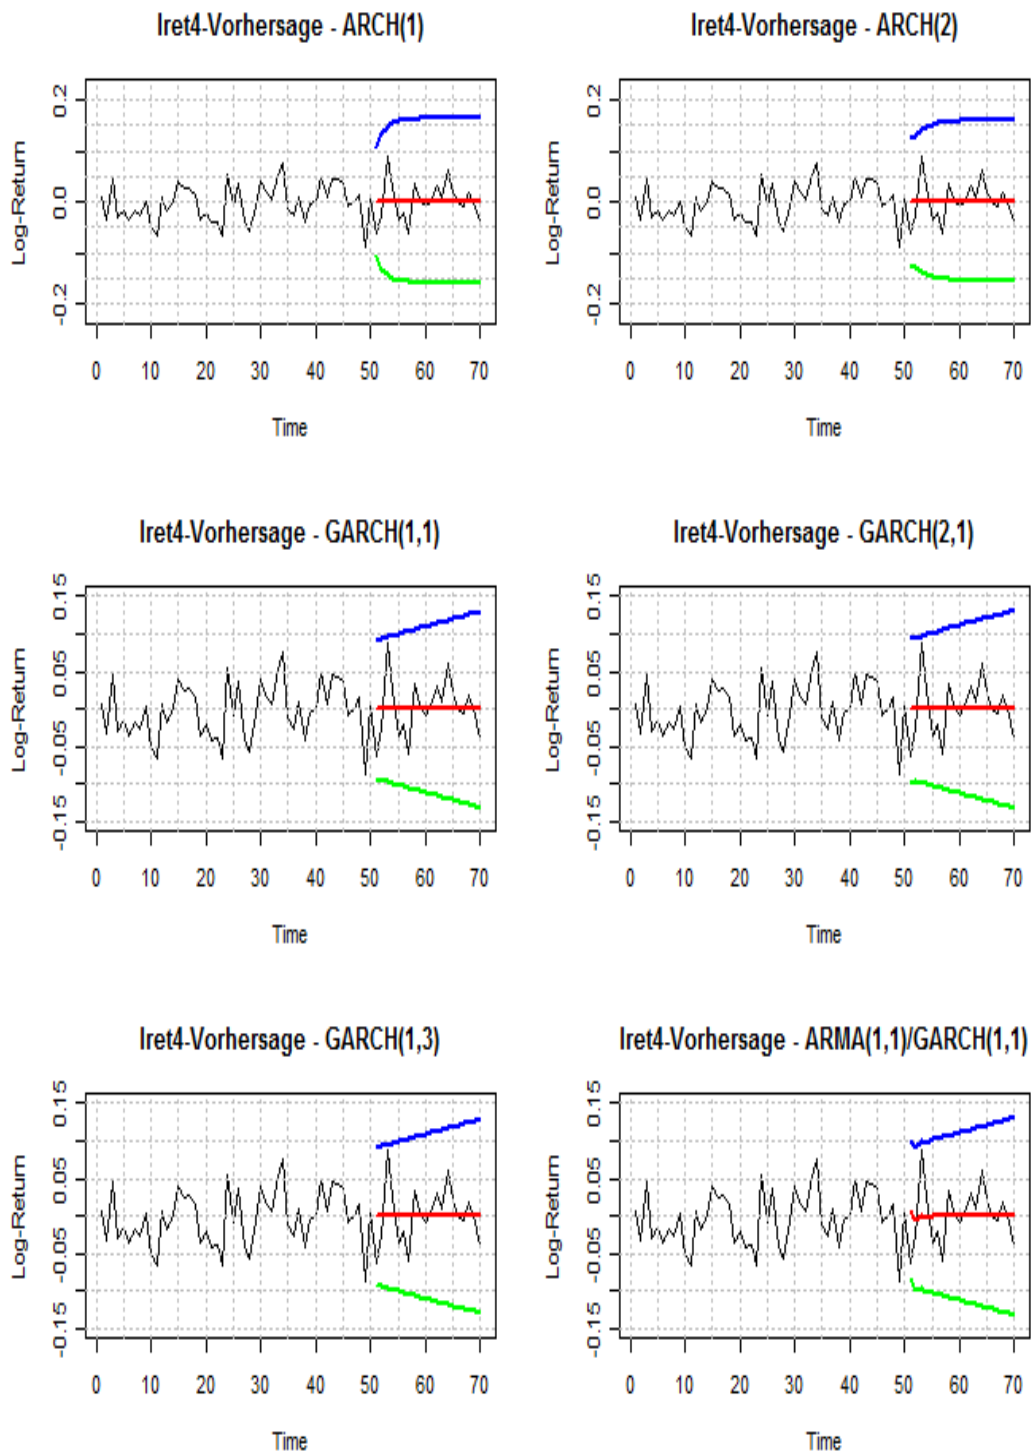 lret4-Vorhersage - ARCH(1)
Log-Return
0.2
0.0
-0.2
0 10 20 30 40 50 60 70
Time
lret4-Vorhersage - ARCH(2)
Log-Return
0.2
0.0
-0.2
0 10 20 30 40 50 60 70
Time
lret4-Vorhersage - GARCH(1,1)
Log-Return
0.15
0.05
-0.05
-0.15
0 10 20 30 40 50 60 70
Time
lret4-Vorhersage - GARCH(2,1)
Log-Return
0.15
0.05
-0.05
-0.15
0 10 20 30 40 50 60 70
Time
lret4-Vorhersage - GARCH(1,3)
Log-Return
0.15
0.05
-0.05
-0.15
0 10 20 30 40 50 60 70
Time
lret4-Vorhersage - ARMA(1,1)/GARCH(1,1)
Log-Return
0.15
0.05
-0.05
-0.15
0 10 20 30 40 50 60 70
Time